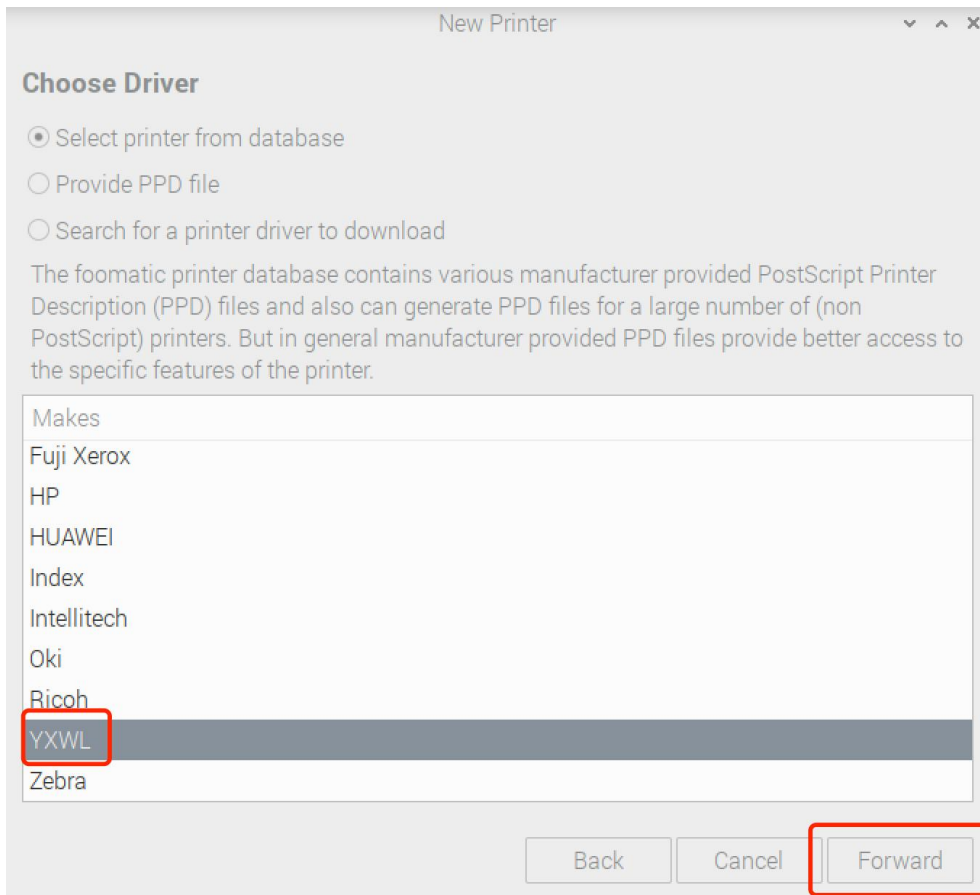 New Printer
Choose Driver
Select printer from database
Provide PPD file
Search for a printer driver to download
The foomatic printer database contains various manufacturer provided PostScript Printer
Description (PPD) files and also can generate PPD files for a large number of (non
PostScript) printers. But in general manufacturer provided PPD files provide better access to
the specific features of the printer.
Makes
Fuji Xerox
HP
HUAWEI
Index
Intellitech
Oki
Ricoh
YXWL
Zebra
Back Cancel Forward